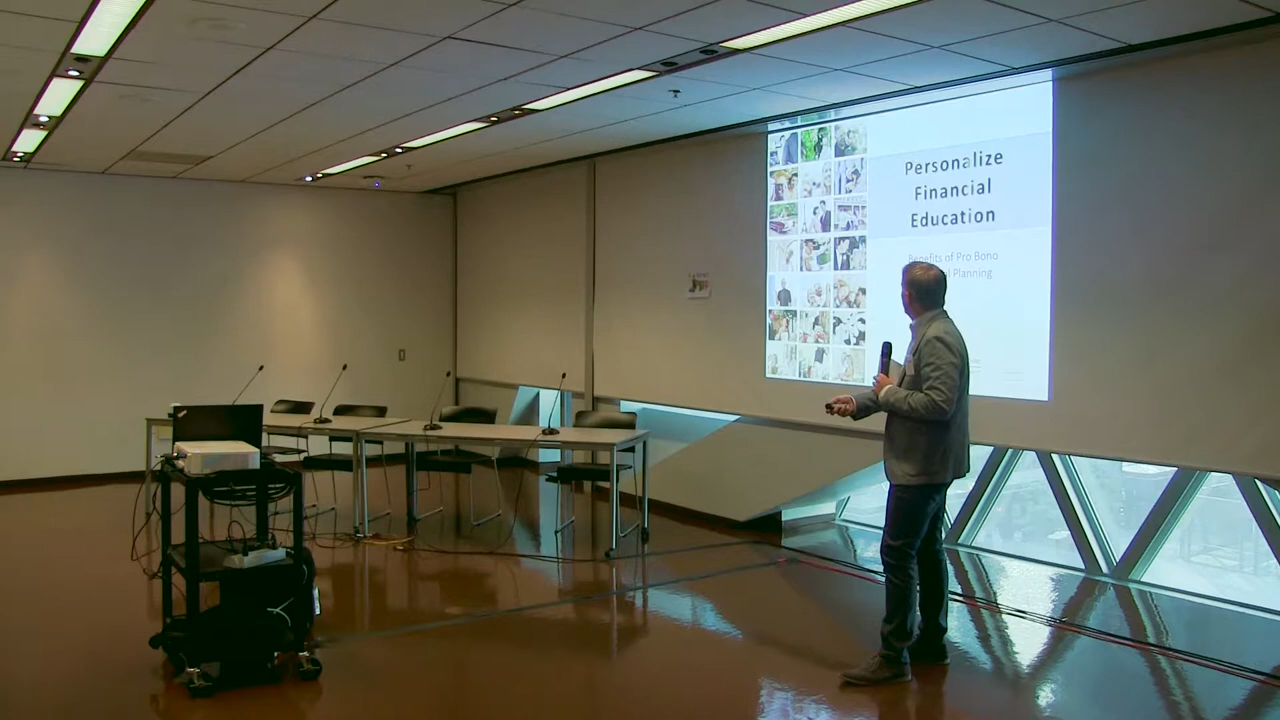 Personalize
Financial
Education
Benefits of Pro Bono
Planning